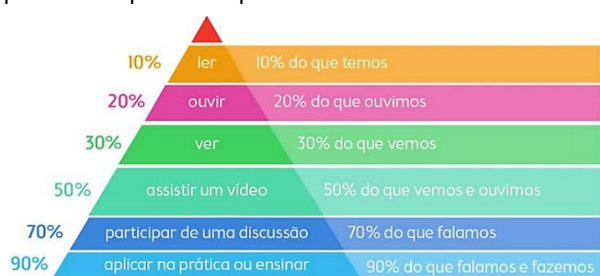 10% ler 10% do que temos
20% ouvir 20% do que ouvimos
30% ver 30% do que vemos
50% assistir um vídeo 50% do que vemos e ouvimos
70% participar de uma discussão 70% do que falamos
90% aplicar na prática ou ensinar 90% do que falamos e fazemos